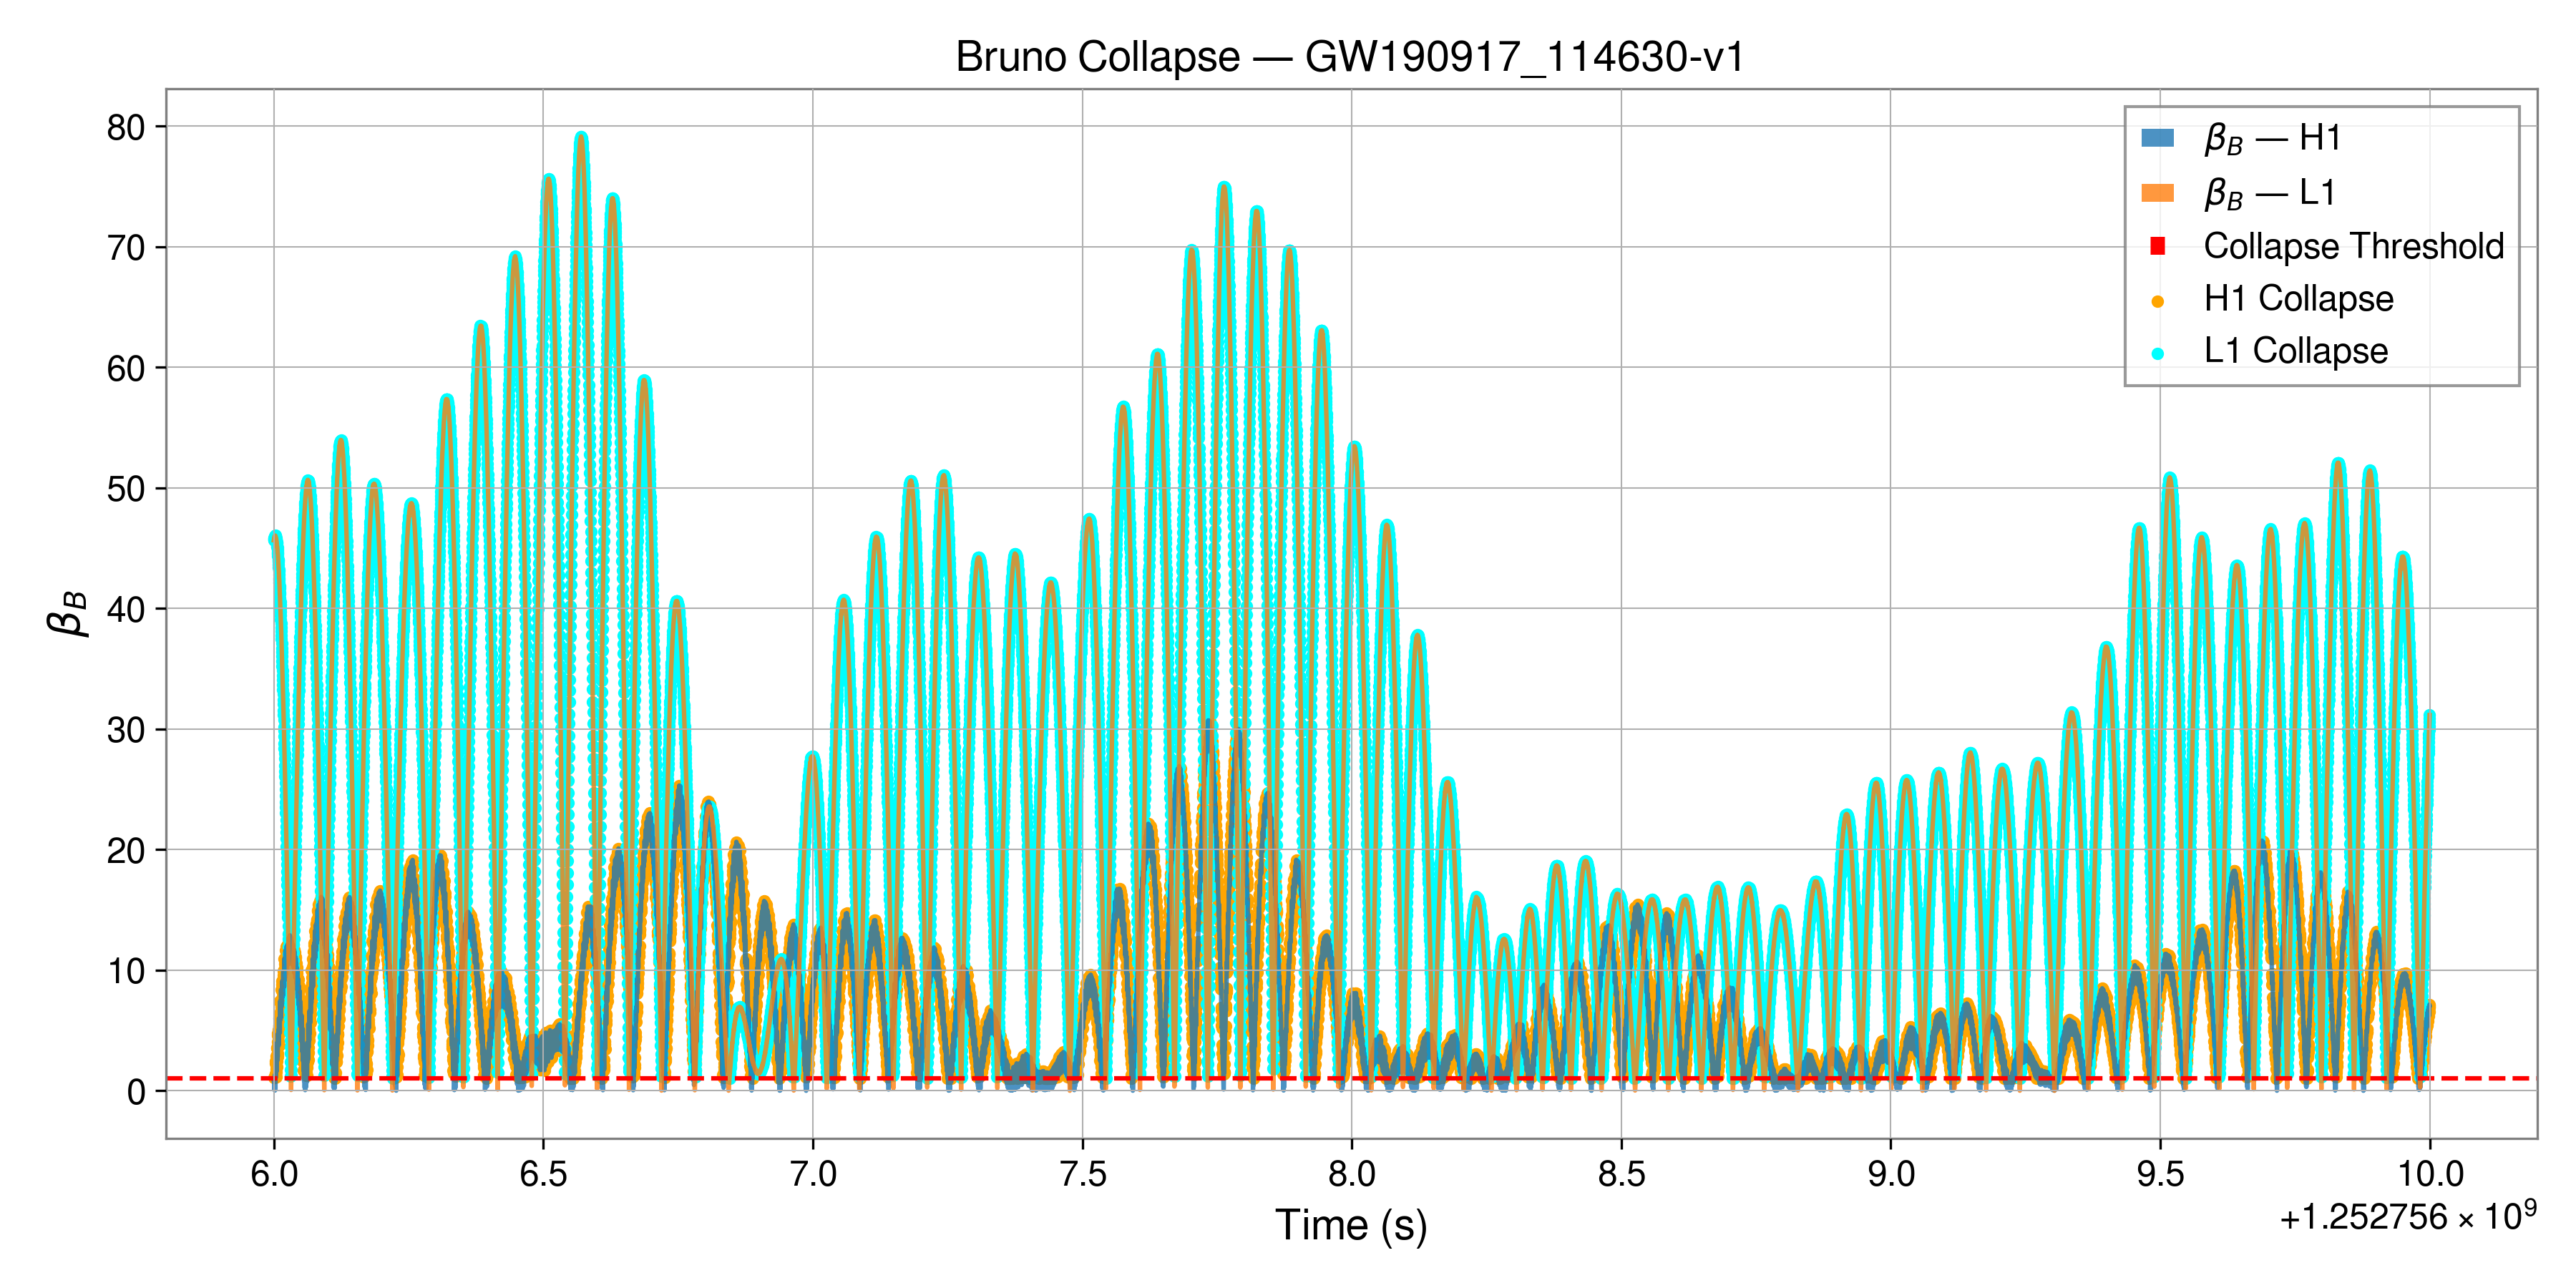 Bruno Collapse — GW190917_114630-v1
80
70
60
50
40
30
20
10
0
β_B
β_B — H1
β_B — L1
Collapse Threshold
H1 Collapse
L1 Collapse
6.0 6.5 7.0 7.5 8.0 8.5 9.0 9.5 10.0
+1.252756 × 10⁹
Time (s)